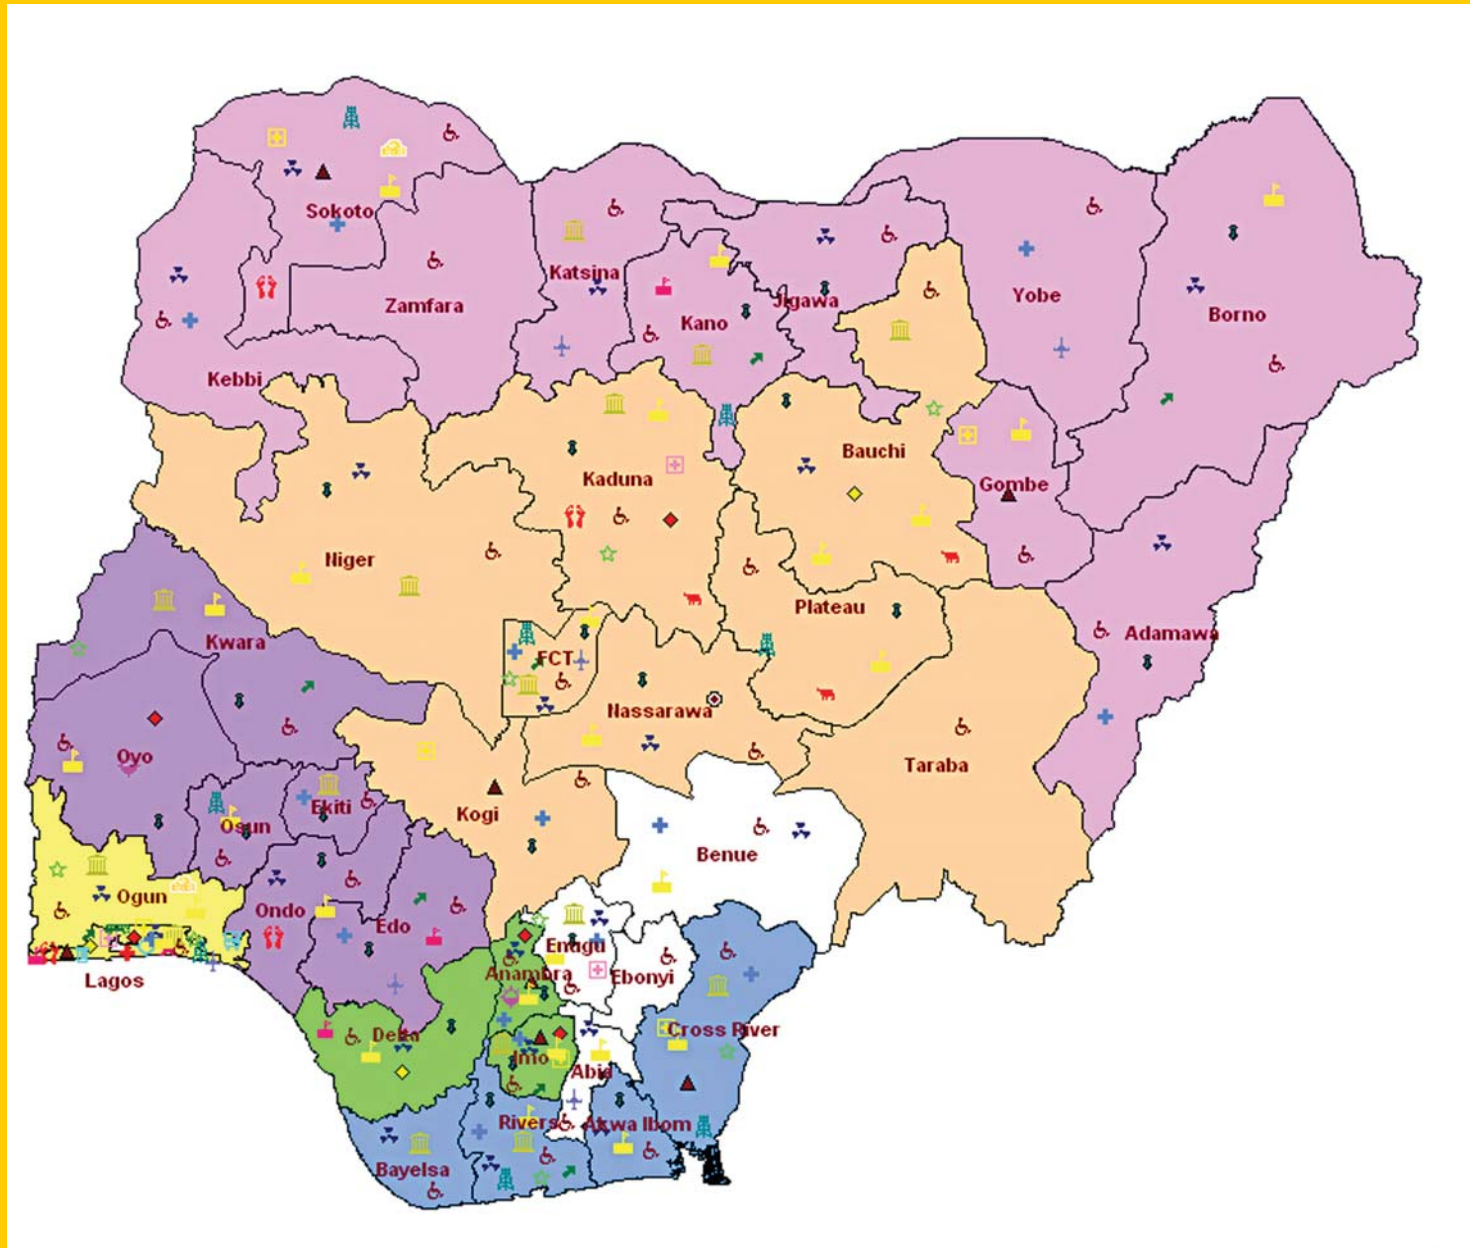 Sokoto
Katsina
Zamfara
Kano
Jigawa
Yobe
Borno
Kebbi
Bauchi
Gombe
Kaduna
Niger
Plateau
Adamawa
Kwara
FCT
Nassarawa
Oyo
Taraba
Kogi
Ekiti
Osun
Benue
Ogun
Ondo
Edo
Enugu
Lagos
Anambra
Ebonyi
Delta
Cross River
Imo
Abia
Rivers
Akwa Ibom
Bayelsa